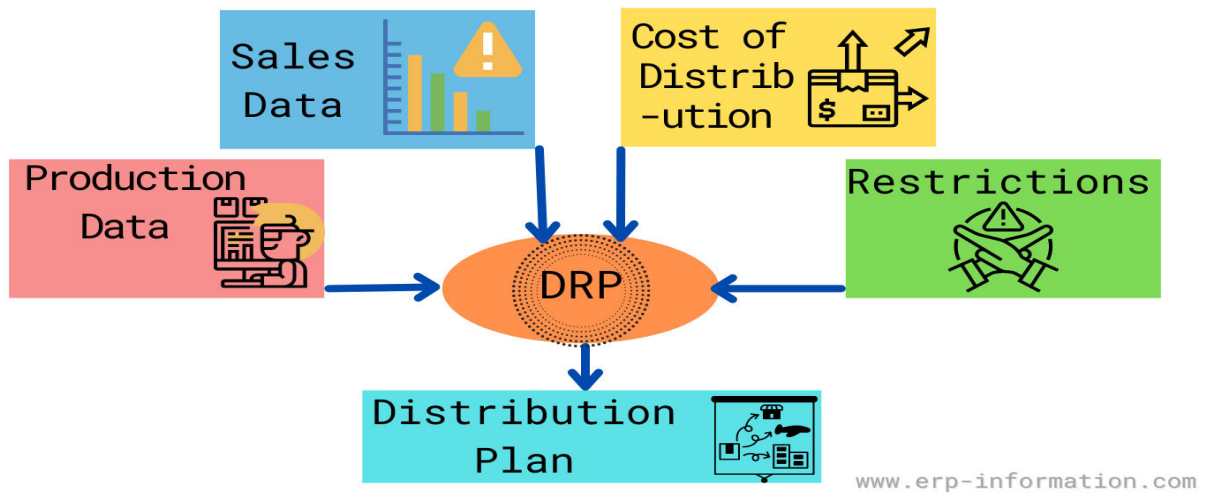 Sales
Data
Cost of
Distrib
-ution
$
Production
Data
Restrictions
DRP
Distribution
Plan
www.erp-information.com